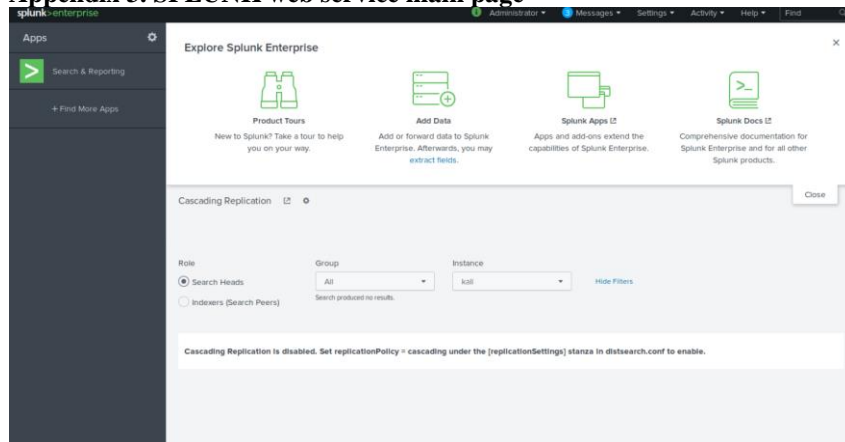 Appendix 3: SPLUNK web service main page
splunk>enterprise
Administrator
3 Messages
Settings
Activity
Help
Find
Apps
Search & Reporting
+ Find More Apps
Explore Splunk Enterprise
Product Tours
New to Splunk? Take a tour to help
you on your way.
Add Data
Add or forward data to Splunk
Enterprise. Afterwards, you may
extract fields.
Splunk Apps
Apps and add-ons extend the
capabilities of Splunk Enterprise.
Splunk Docs
Comprehensive documentation for
Splunk Enterprise and for all other
Splunk products.
Close
Cascading Replication
Role
Search Heads
Indexers (Search Peers)
Group
All
Search produced no results.
Instance
kali
Hide Filters
Cascading Replication is disabled. Set replicationPolicy = cascading under the [replicationSettings] stanza in distsearch.conf to enable.